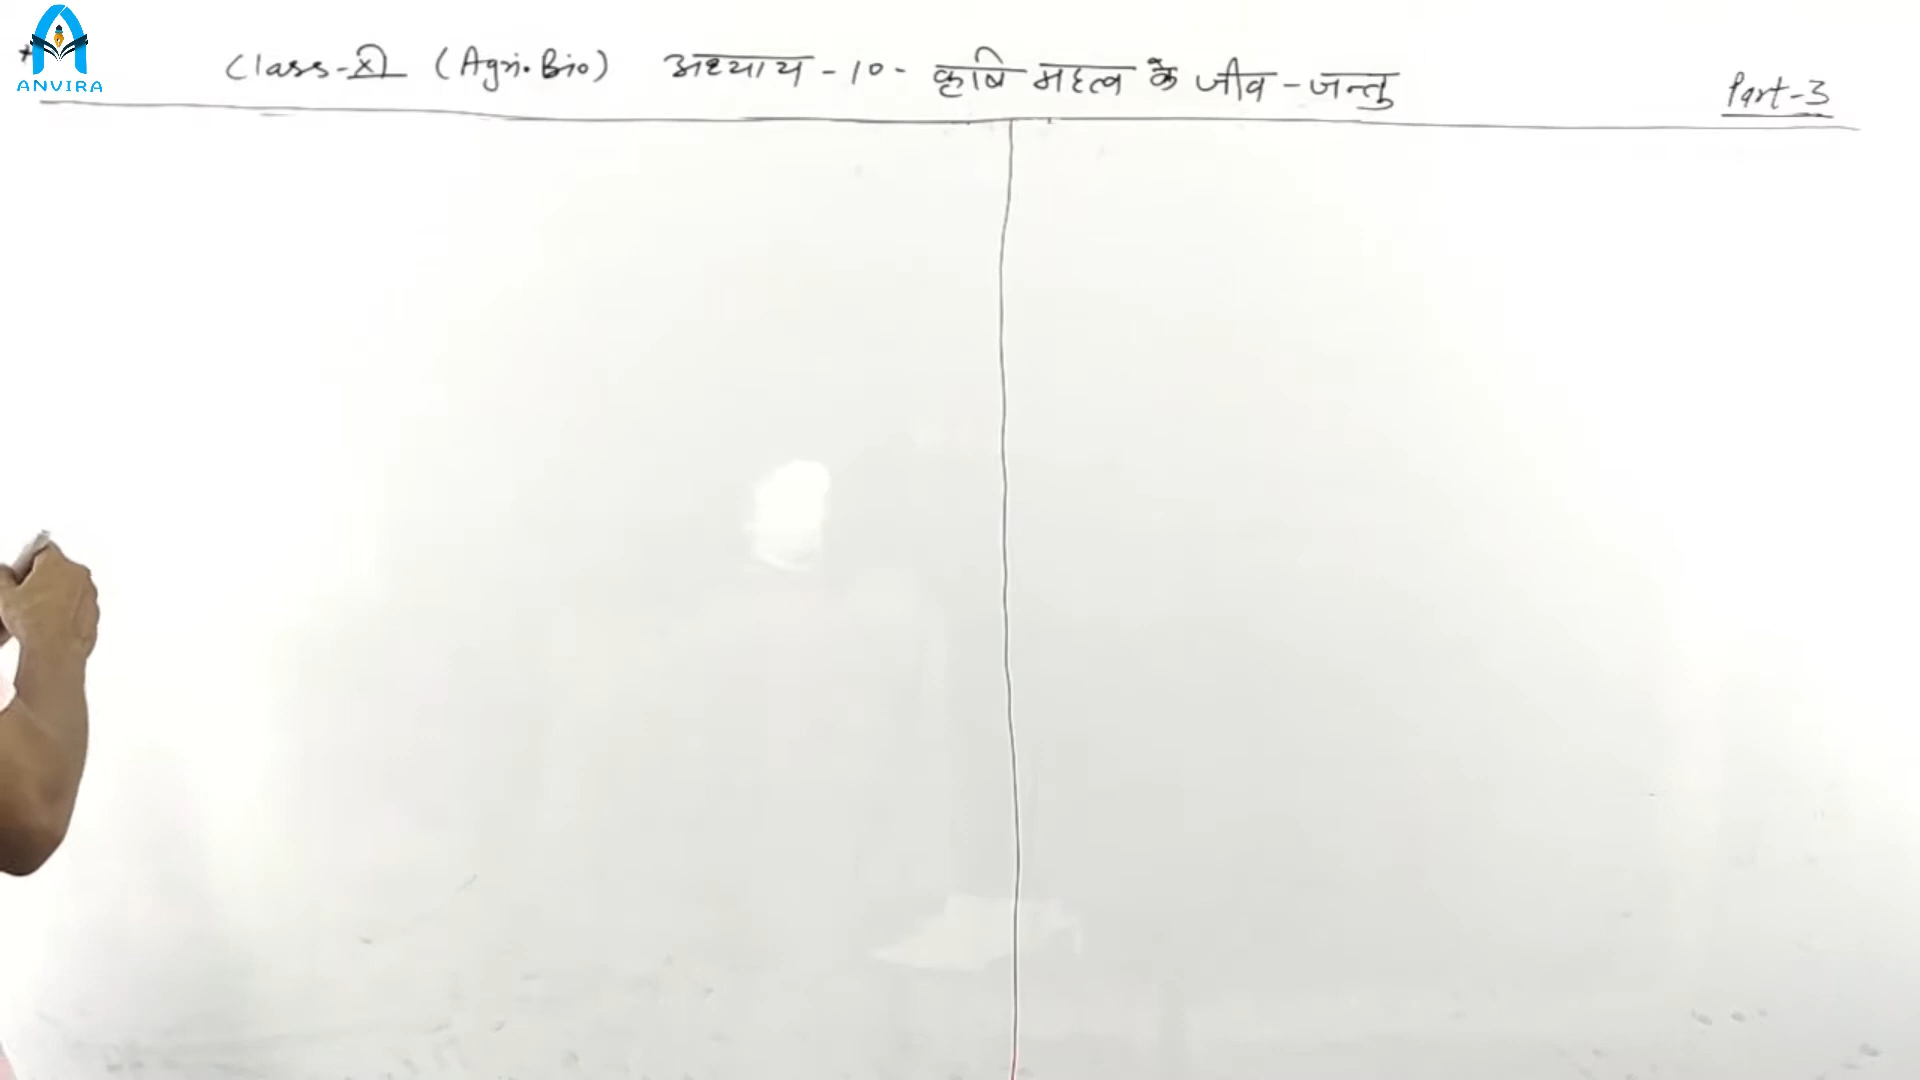 ANVIRA
Class-XI (Agri. Bio) अध्याय - 10 - कृषि महत्व के जीव - जन्तु
Part-3